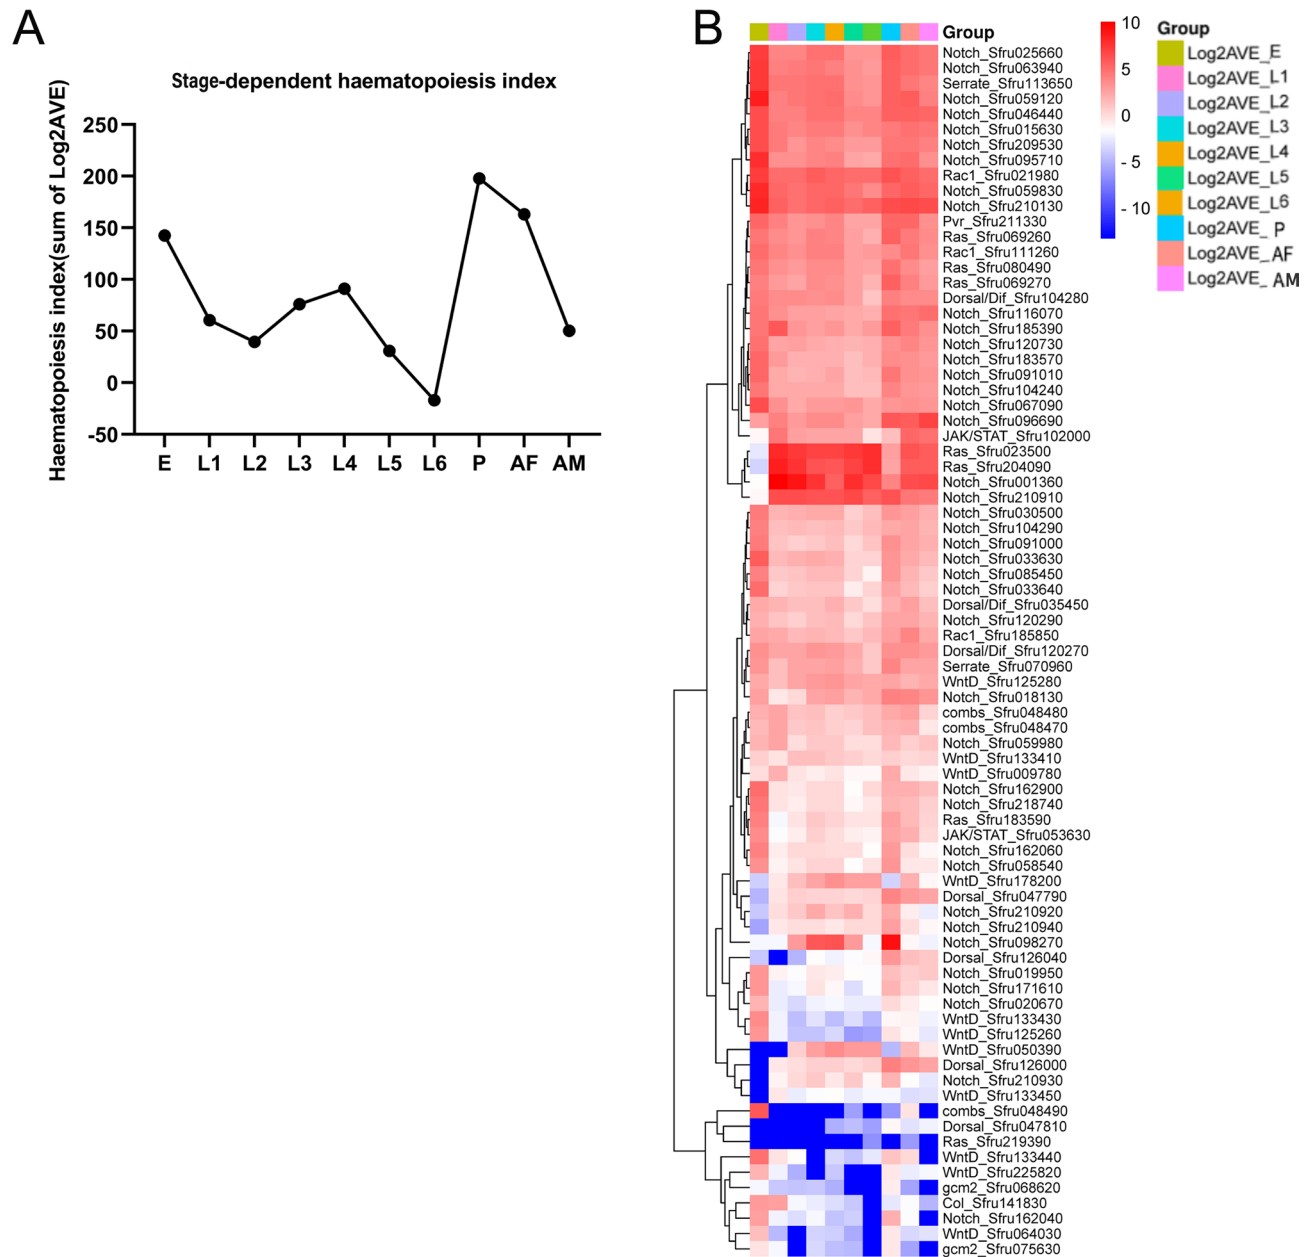 A
Stage-dependent haematopoiesis index
Haematopoiesis index(sum of Log2AVE)
250
200
150
100
50
0
-50
E L1 L2 L3 L4 L5 L6 P AF AM
B
Group
Notch_Sfru025660
Notch_Sfru063940
Serrate_Sfru113650
Notch_Sfru059120
Notch_Sfru046440
Notch_Sfru015630
Notch_Sfru209530
Notch_Sfru095710
Rac1_Sfru021980
Notch_Sfru059830
Notch_Sfru210130
Pvr_Sfru211330
Ras_Sfru069260
Rac1_Sfru111260
Ras_Sfru080490
Ras_Sfru069270
Dorsal/Dif_Sfru104280
Notch_Sfru116070
Notch_Sfru185390
Notch_Sfru120730
Notch_Sfru183570
Notch_Sfru091010
Notch_Sfru104240
Notch_Sfru067090
Notch_Sfru096690
JAK/STAT_Sfru102000
Ras_Sfru023500
Ras_Sfru204090
Notch_Sfru001360
Notch_Sfru210910
Notch_Sfru030500
Notch_Sfru104290
Notch_Sfru091000
Notch_Sfru033630
Notch_Sfru085450
Notch_Sfru033640
Dorsal/Dif_Sfru035450
Notch_Sfru120290
Rac1_Sfru185850
Dorsal/Dif_Sfru120270
Serrate_Sfru070960
WntD_Sfru125280
Notch_Sfru018130
combs_Sfru048480
combs_Sfru048470
Notch_Sfru059980
WntD_Sfru133410
WntD_Sfru009780
Notch_Sfru162900
Notch_Sfru218740
Ras_Sfru183590
JAK/STAT_Sfru053630
Notch_Sfru162060
Notch_Sfru058540
WntD_Sfru178200
Dorsal_Sfru047790
Notch_Sfru210920
Notch_Sfru210940
Notch_Sfru098270
Dorsal_Sfru126040
Notch_Sfru019950
Notch_Sfru171610
Notch_Sfru020670
WntD_Sfru133430
WntD_Sfru125260
WntD_Sfru050390
Dorsal_Sfru126000
Notch_Sfru210930
WntD_Sfru133450
combs_Sfru048490
Dorsal_Sfru047810
Ras_Sfru219390
WntD_Sfru133440
WntD_Sfru225820
gcm2_Sfru068620
Col_Sfru141830
Notch_Sfru162040
WntD_Sfru064030
gcm2_Sfru075630
10
5
0
- 5
- 10
Group
Log2AVE_E
Log2AVE_L1
Log2AVE_L2
Log2AVE_L3
Log2AVE_L4
Log2AVE_L5
Log2AVE_L6
Log2AVE_ P
Log2AVE_ AF
Log2AVE_ AM